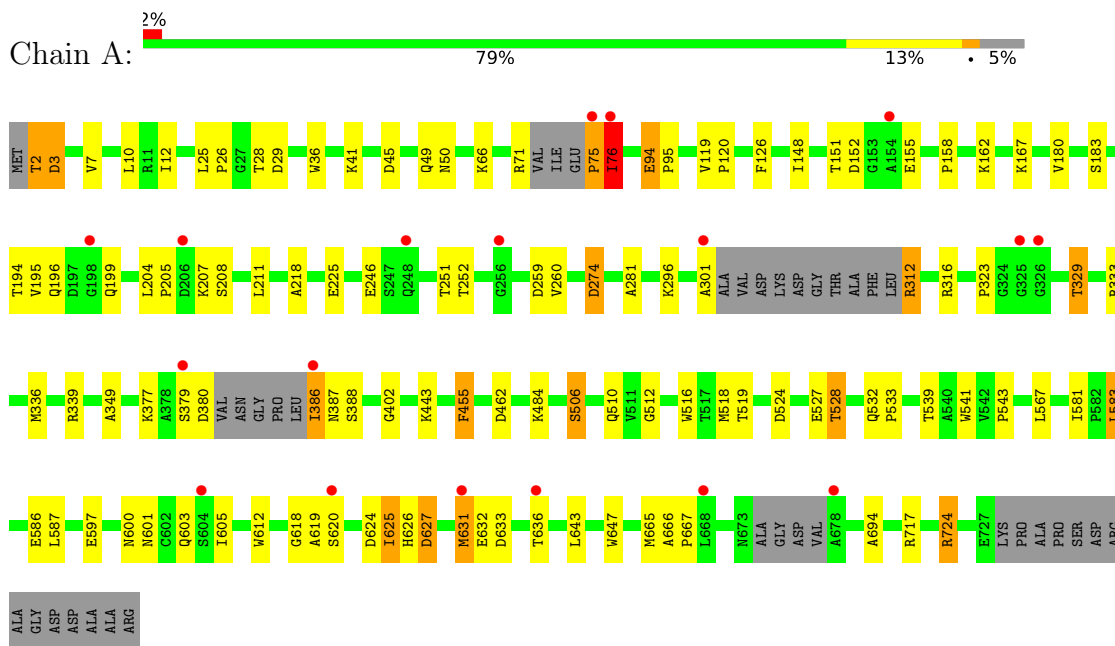 2%
Chain A:
79% 13% • 5%
MET T2 D3 V7 L10 R11 I12 L25 P26 G27 T28 D29 W36 K41 D45 Q49 N50 K66 R71 VAL ILE GLU P75 I76 E94 P95 V119 P120 F126 I148 T151 D152 G153 A154 E155 P158 K162 K167 V180 S183
T194 V195 Q196 D197 G198 Q199 L204 P205 D206 K207 S208 L211 A218 E225 E246 S247 Q248 T251 T252 G256 D259 V260 D274 A281 K296 A301 ALA VAL ASP LYS ASP GLY THR ALA PHE LEU R312 R316 P323 G324 G325 G326 T329
M336 R339 A349 K377 A378 S379 D380 VAL ASN GLY PRO LEU I386 N387 S388 G402 K443 F455 D462 K484 S506 Q510 V511 G512 W516 T517 M518 T519 D524 E527 T528 Q532 P533 T539 A540 W541 V542 P543 L567 I581 P582
E586 L587 E597 N600 N601 C602 Q603 S604 I605 W612 G618 A619 S620 D624 I625 H626 D627 M631 E632 D633 T636 L643 W647 M665 A666 P667 L668 N673 ALA GLY ASP VAL A678 A694 R717 R724 E727 LYS PRO PRO ALA PRO SER ASP
ALA GLY ASP ASP ALA ALA ARG